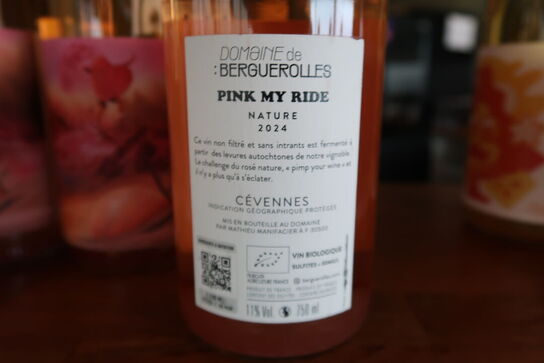 DOMAINE de
BERGUEROLLES
PINK MY RIDE
NATURE
2024
Ce vin non filtré et sans intrants est fermenté à
partir des levures autochtones de notre vignoble.
Le challenge du rosé nature, « pimp your wine » et
il n'y a plus qu'à s'éclater.
CÉVENNES
INDICATION GÉOGRAPHIQUE PROTÉGÉE
MIS EN BOUTEILLE AU DOMAINE
PAR MATHIEU MANIFACIER À F-30500
VIN BIOLOGIQUE
AGRICULTURE FRANCE
berguerolles.com
PRODUIT DE FRANCE
11% Vol. 750 ml